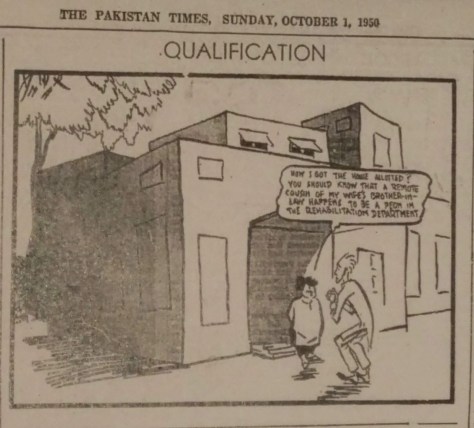 THE PAKISTAN TIMES, SUNDAY, OCTOBER 1, 1950
QUALIFICATION
HOW I GOT THE HOUSE ALLOTTED?
YOU SHOULD KNOW THAT A REMOTE
COUSIN OF MY WIFE'S BROTHER-IN-
LAW HAPPENS TO BE A PEON IN
THE REHABILITATION DEPARTMENT